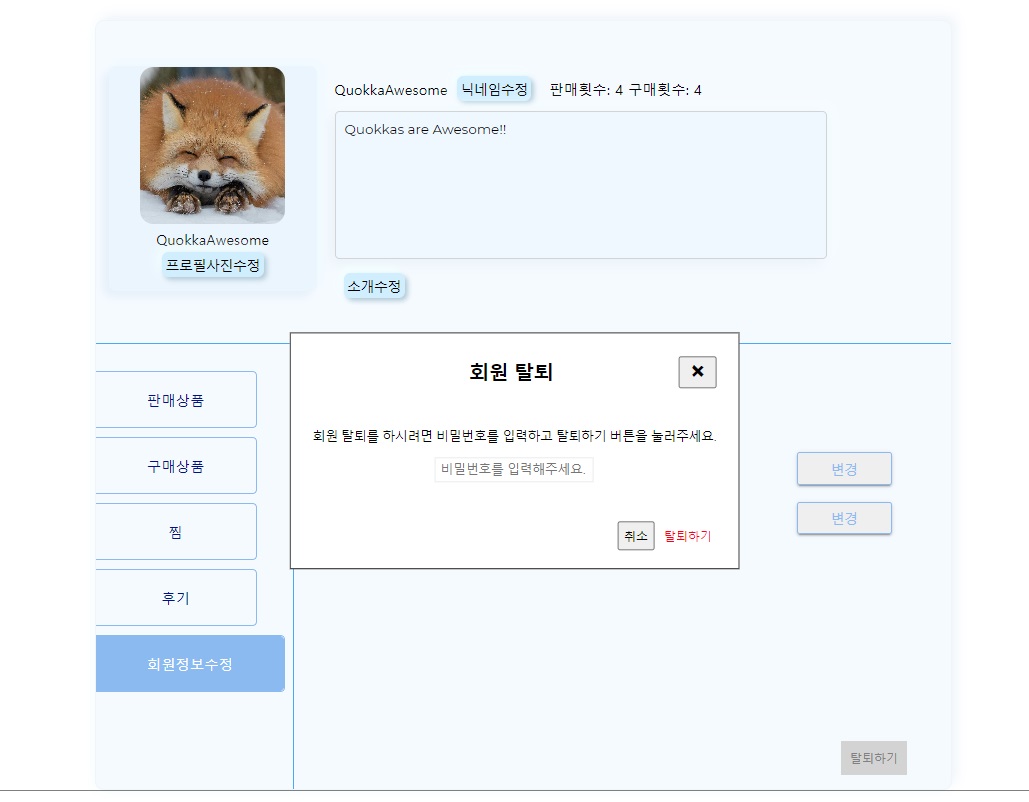 QuokkaAwesome 닉네임수정 판매횟수: 4 구매횟수: 4
Quokkas are Awesome!!
QuokkaAwesome
프로필사진수정
소개수정
회원 탈퇴 ×
회원 탈퇴를 하시려면 비밀번호를 입력하고 탈퇴하기 버튼을 눌러주세요.
비밀번호를 입력해주세요.
취소 탈퇴하기
판매상품
구매상품
찜
후기
회원정보수정
변경
변경
탈퇴하기